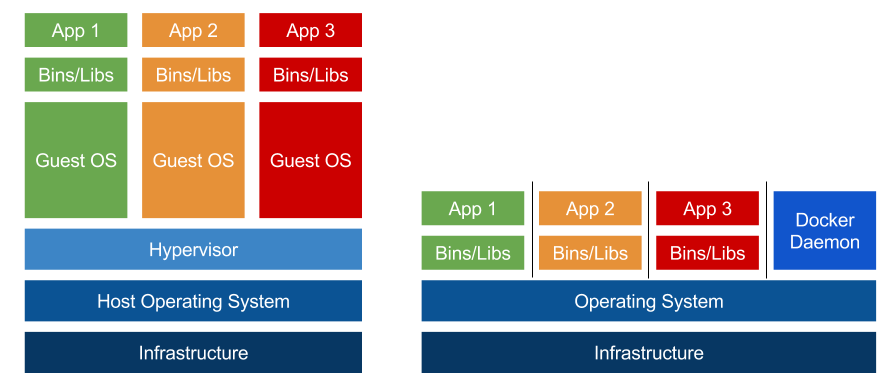 App 1
App 2
App 3
Bins/Libs
Bins/Libs
Bins/Libs
Guest OS
Guest OS
Guest OS
Hypervisor
Host Operating System
Infrastructure
App 1
App 2
App 3
Docker
Daemon
Bins/Libs
Bins/Libs
Bins/Libs
Operating System
Infrastructure